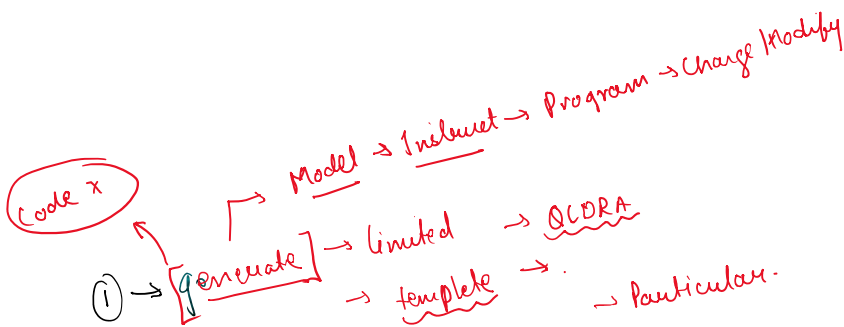 Model → Instruct → Program → Change/Modify
Code x
① → [generate] → limited → QLORA
→ template → .
→ Particular.